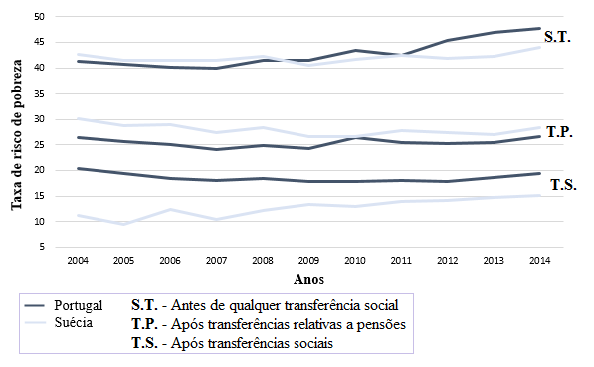 50
45
40
35
30
25
20
15
10
5
Taxa de risco de pobreza
S.T.
T.P.
T.S.
2004 2005 2006 2007 2008 2009 2010 2011 2012 2013 2014
Anos
Portugal S.T. - Antes de qualquer transferência social
Suécia T.P. - Após transferências relativas a pensões
T.S. - Após transferências sociais